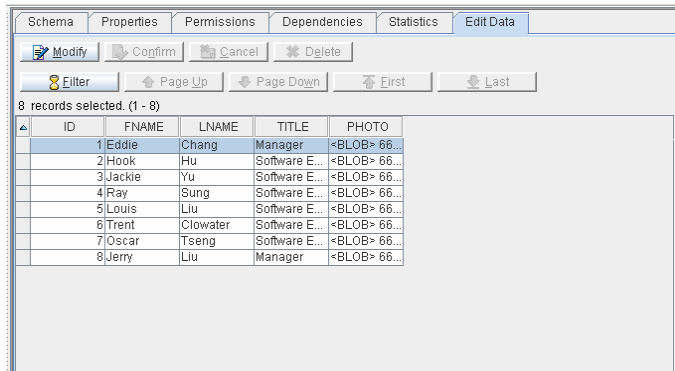 Schema Properties Permissions Dependencies Statistics Edit Data
Modify Confirm Cancel Delete
Filter Page Up Page Down First Last
8 records selected. (1 - 8)
ID FNAME LNAME TITLE PHOTO
1 Eddie Chang Manager <BLOB> 66...
2 Hook Hu Software E... <BLOB> 66...
3 Jackie Yu Software E... <BLOB> 66...
4 Ray Sung Software E... <BLOB> 66...
5 Louis Liu Software E... <BLOB> 66...
6 Trent Clowater Software E... <BLOB> 66...
7 Oscar Tseng Software E... <BLOB> 66...
8 Jerry Liu Manager <BLOB> 66...